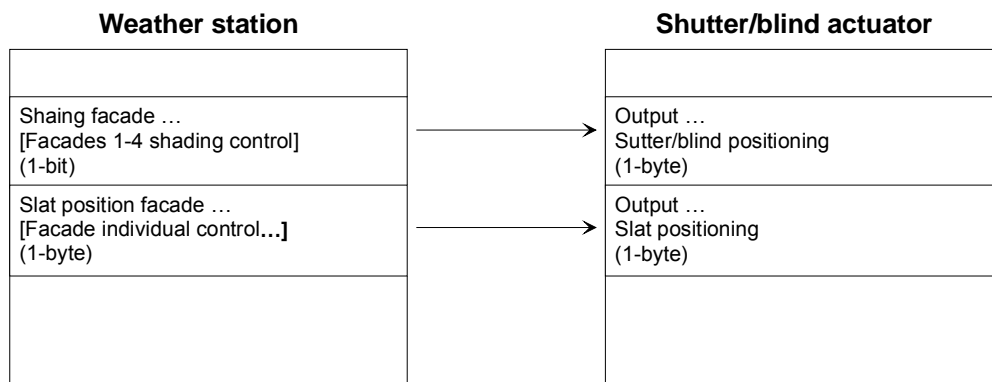 Weather station
Shutter/blind actuator
Shaing facade …
[Facades 1-4 shading control]
(1-bit)
Output …
Sutter/blind positioning
(1-byte)
Slat position facade …
[Facade individual control…]
(1-byte)
Output …
Slat positioning
(1-byte)